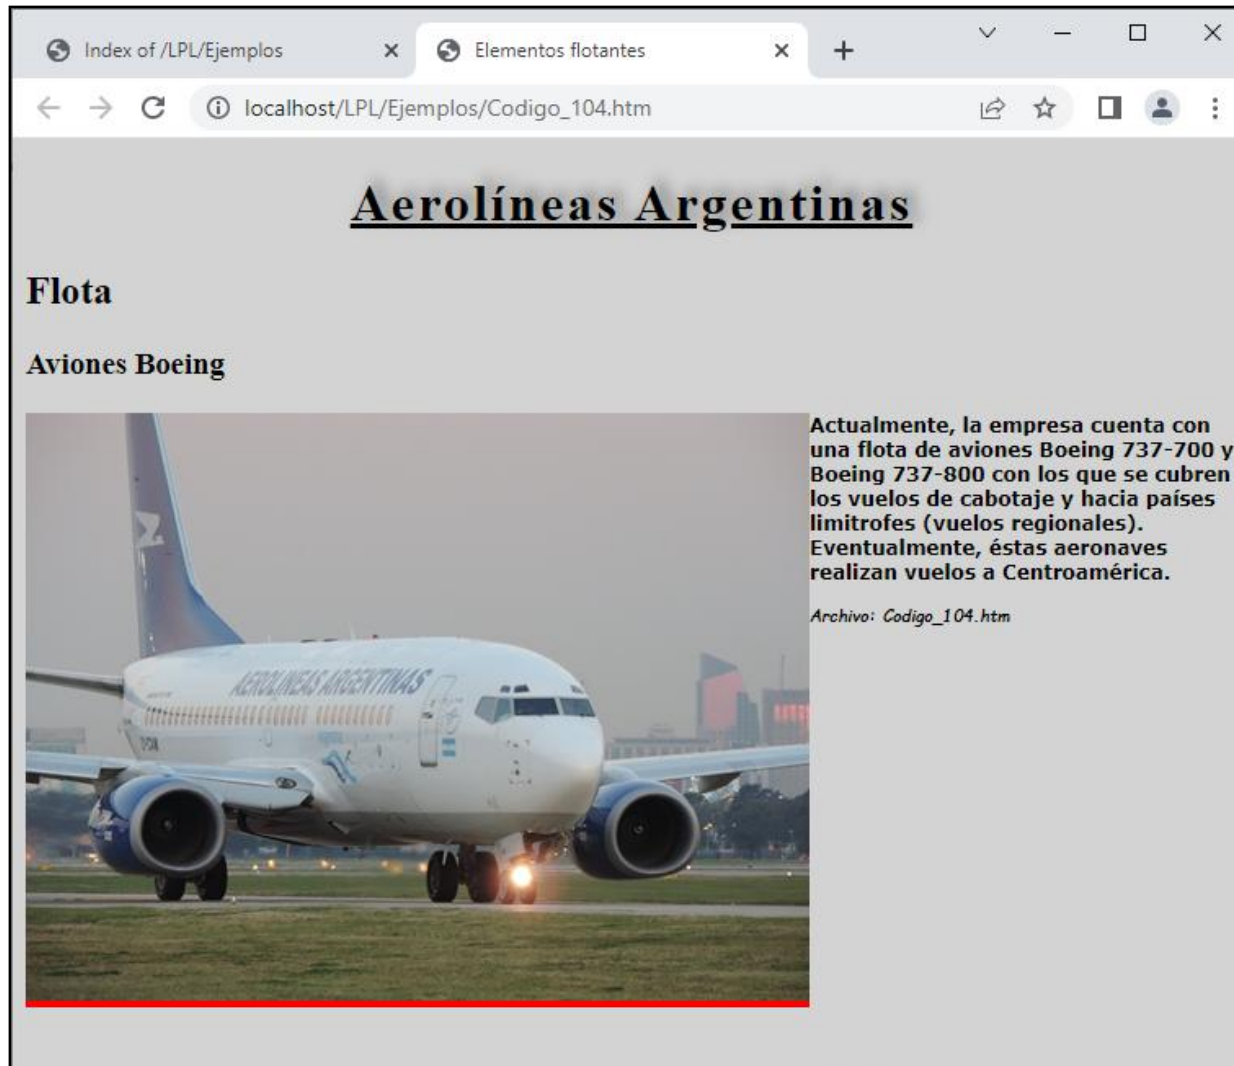 Index of /LPL/Ejemplos
Elementos flotantes
localhost/LPL/Ejemplos/Codigo_104.htm
Aerolíneas Argentinas
Flota
Aviones Boeing
Actualmente, la empresa cuenta con
una flota de aviones Boeing 737-700 y
Boeing 737-800 con los que se cubren
los vuelos de cabotaje y hacia países
limitrofes (vuelos regionales).
Eventualmente, éstas aeronaves
realizan vuelos a Centroamérica.
Archivo: Codigo_104.htm
AEROLINEAS ARGENTINAS